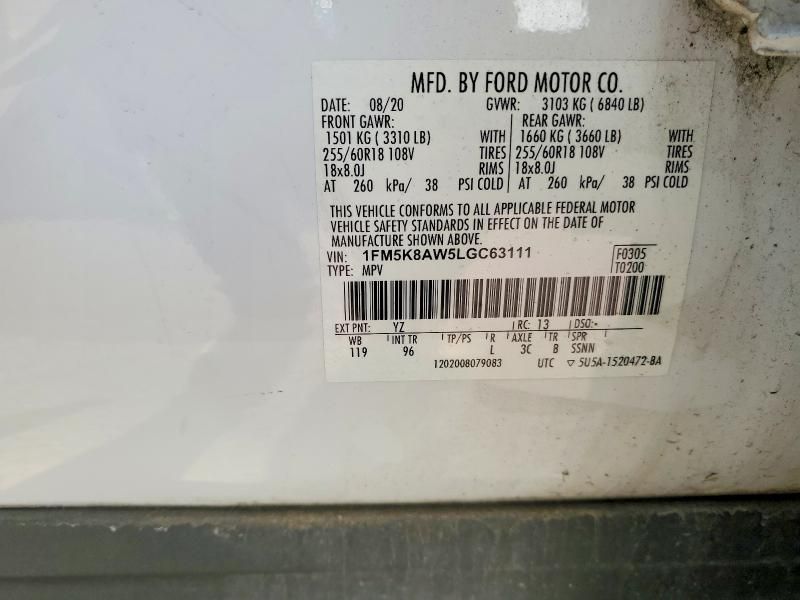 MFD. BY FORD MOTOR CO.
DATE: 08/20 GVWR: 3103 KG ( 6840 LB)
FRONT GAWR: REAR GAWR:
1501 KG ( 3310 LB) WITH 1660 KG ( 3660 LB) WITH
255/60R18 108V TIRES 255/60R18 108V TIRES
18x8.0J RIMS 18x8.0J RIMS
AT 260 kPa/ 38 PSI COLD AT 260 kPa/ 38 PSI COLD
THIS VEHICLE CONFORMS TO ALL APPLICABLE FEDERAL MOTOR
VEHICLE SAFETY STANDARDS IN EFFECT ON THE DATE OF
MANUFACTURE SHOWN ABOVE.
VIN: 1FM5K8AW5LGC63111 F0305
TYPE: MPV T0200
EXT PNT: YZ RC: 13 DSO:-
WB INT TR TP/PS R AXLE TR SPR
119 96 L 3C B SSNN
1202008079083 UTC ▽ 5U5A-1520472-BA